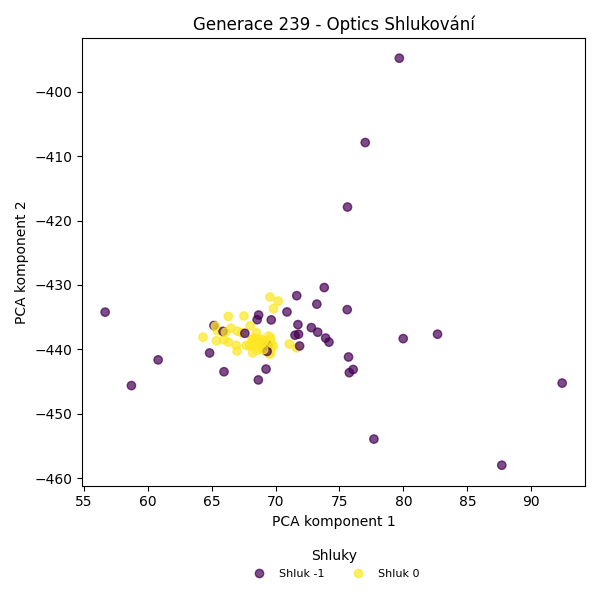 Generace 239 - Optics Shlukování
PCA komponent 2
−400
−410
−420
−430
−440
−450
−460
55 60 65 70 75 80 85 90
PCA komponent 1
Shluky
Shluk -1 Shluk 0